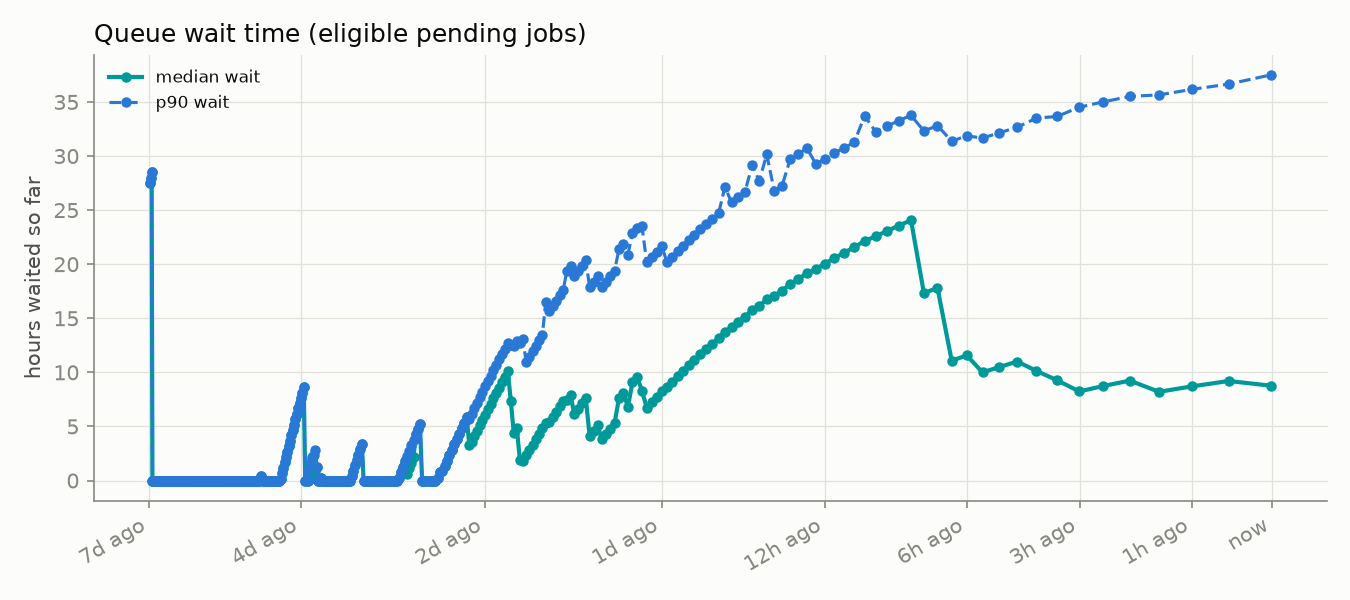 Queue wait time (eligible pending jobs)
median wait
p90 wait
hours waited so far
35
30
25
20
15
10
5
0
7d ago
4d ago
2d ago
1d ago
12h ago
6h ago
3h ago
1h ago
now